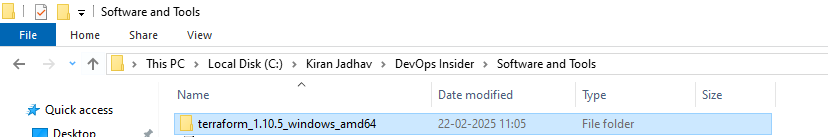 Software and Tools
File Home Share View
This PC Local Disk (C:) Kiran Jadhav DevOps Insider Software and Tools
Quick access
Desktop
Name Date modified Type Size
terraform_1.10.5_windows_amd64 22-02-2025 11:05 File folder